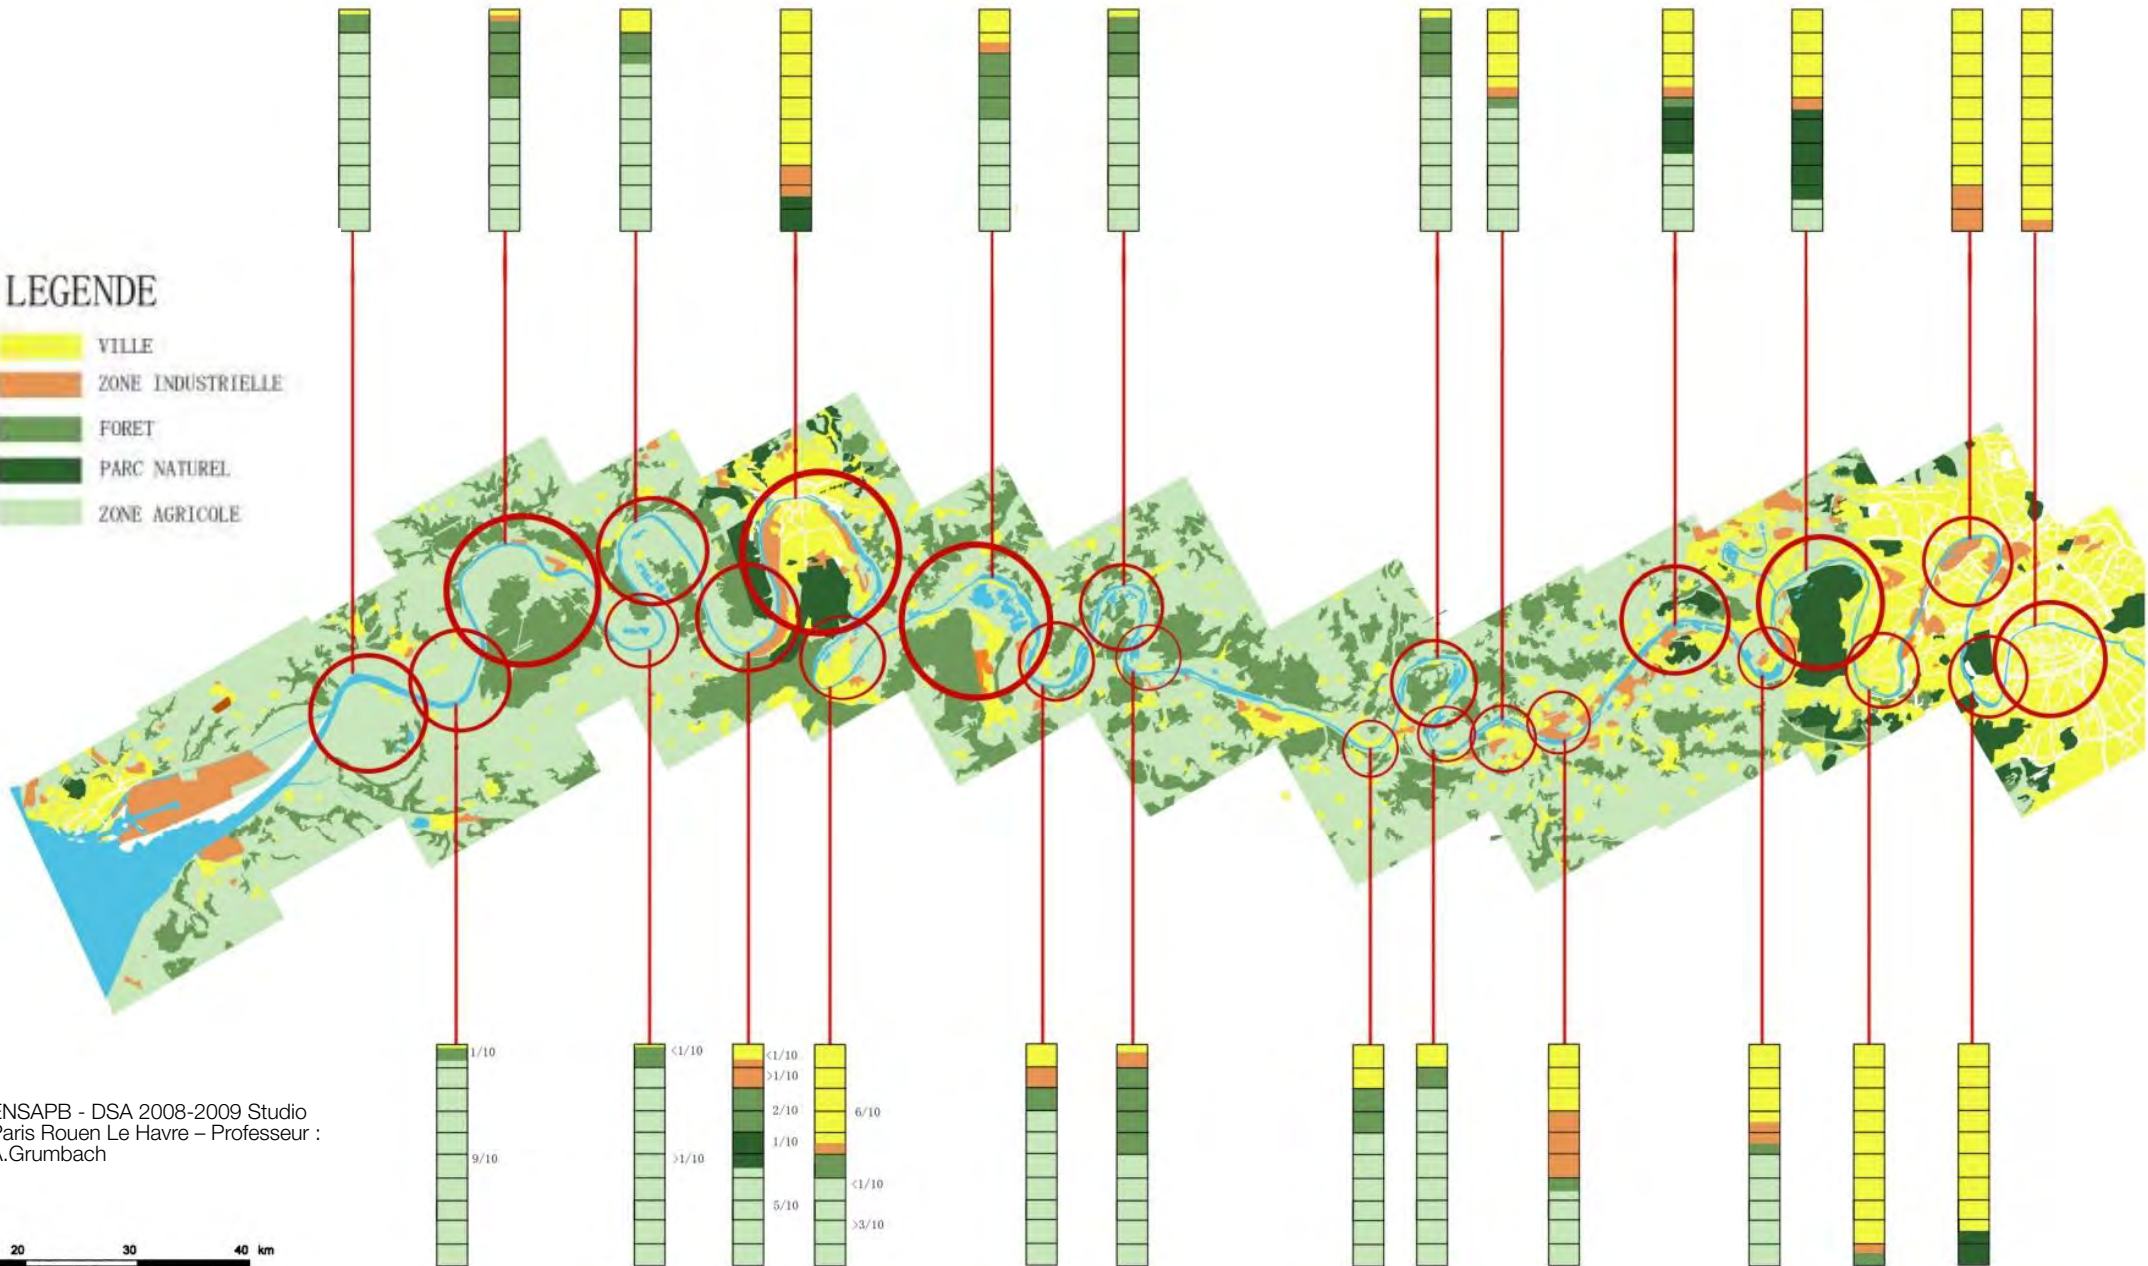 LEGENDE
VILLE
ZONE INDUSTRIELLE
FORET
PARC NATUREL
ZONE AGRICOLE
1/10
9/10
<1/10
>1/10
<1/10
>1/10
2/10
1/10
5/10
6/10
<1/10
>3/10
ENSAPB - DSA 2008-2009 Studio
Paris Rouen Le Havre – Professeur :
A.Grumbach
20 30 40 km